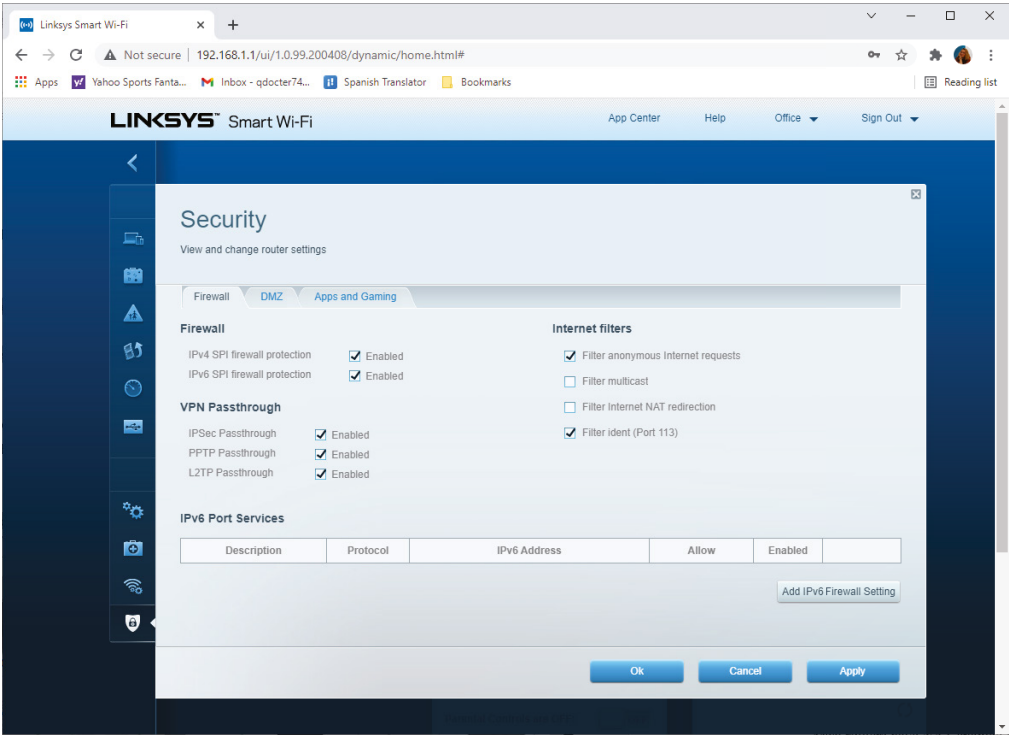 Linksys Smart Wi-Fi
Not secure 192.168.1.1/ui/1.0.99.200408/dynamic/home.html#
Apps Yahoo Sports Fanta... Inbox - qdocter74... Spanish Translator Bookmarks Reading list
LINKSYS™ Smart Wi-Fi App Center Help Office Sign Out
Security
View and change router settings
Firewall DMZ Apps and Gaming
Firewall
IPv4 SPI firewall protection Enabled
IPv6 SPI firewall protection Enabled
VPN Passthrough
IPSec Passthrough Enabled
PPTP Passthrough Enabled
L2TP Passthrough Enabled
Internet filters
Filter anonymous Internet requests
Filter multicast
Filter Internet NAT redirection
Filter ident (Port 113)
IPv6 Port Services
Description Protocol IPv6 Address Allow Enabled
Add IPv6 Firewall Setting
Ok Cancel Apply